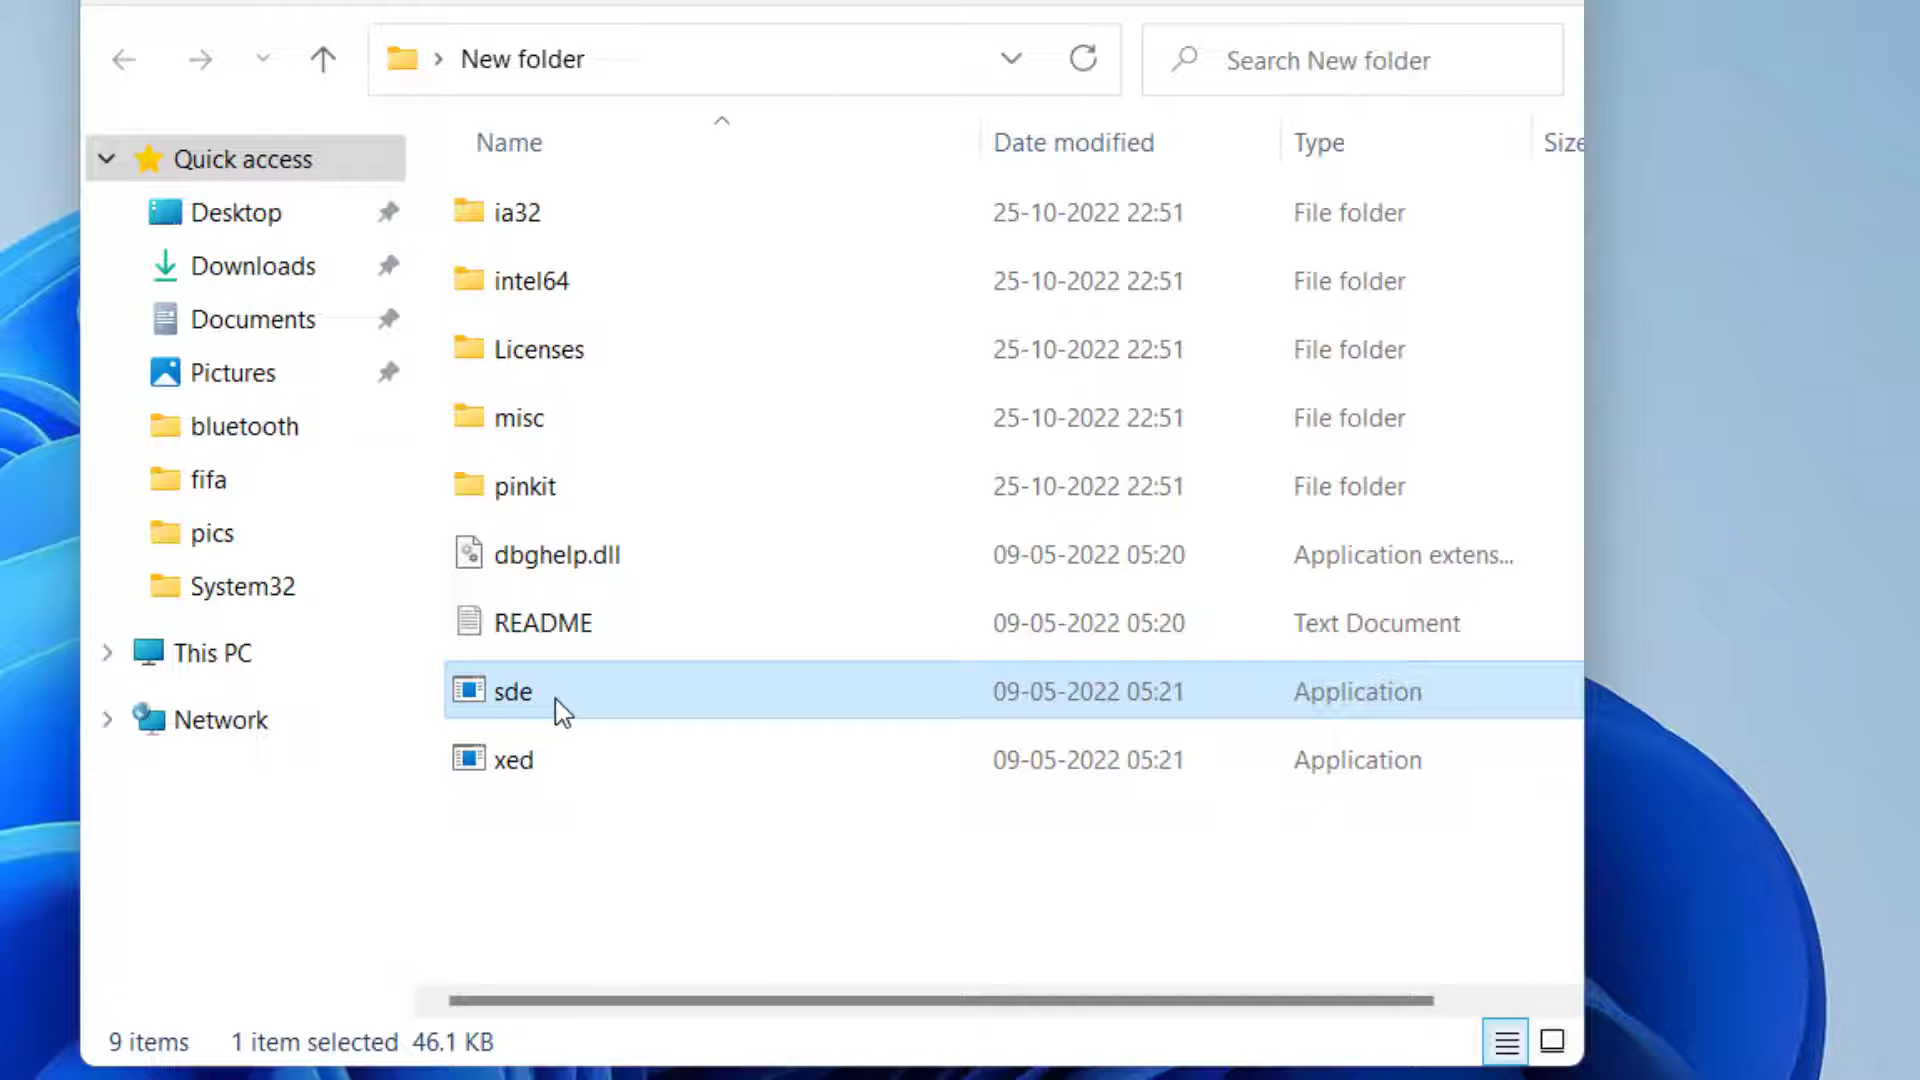 New folder
Search New folder
Name Date modified Type Size
Quick access
Desktop
Downloads
Documents
Pictures
bluetooth
fifa
pics
System32
This PC
Network
ia32 25-10-2022 22:51 File folder
intel64 25-10-2022 22:51 File folder
Licenses 25-10-2022 22:51 File folder
misc 25-10-2022 22:51 File folder
pinkit 25-10-2022 22:51 File folder
dbghelp.dll 09-05-2022 05:20 Application extens...
README 09-05-2022 05:20 Text Document
sde 09-05-2022 05:21 Application
xed 09-05-2022 05:21 Application
9 items 1 item selected 46.1 KB